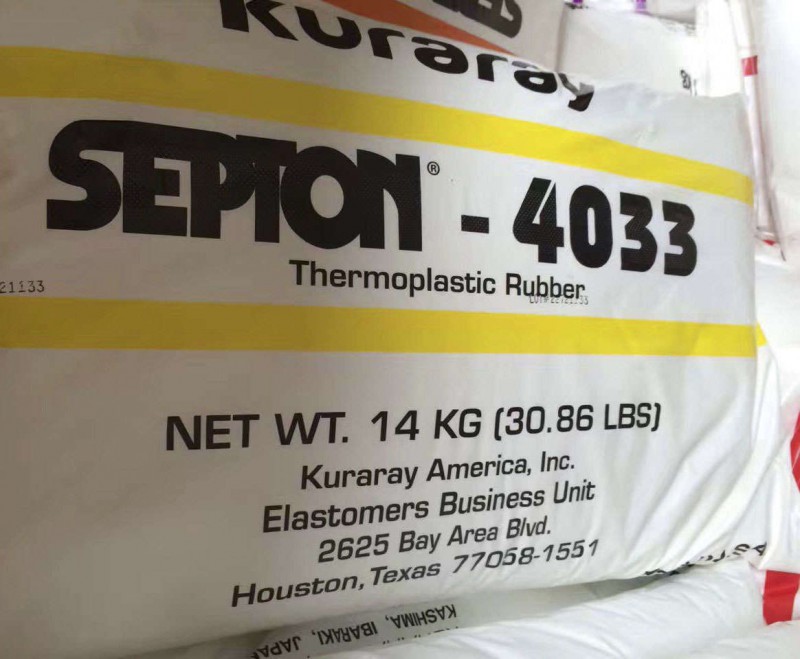 kuraray
SEPTON® - 4033
Thermoplastic Rubber
21133
NET WT. 14 KG (30.86 LBS)
Kuraray America, Inc.
Elastomers Business Unit
2625 Bay Area Blvd.
Houston, Texas 77058-1551
KASHIMA, IBARAKI, JAPA